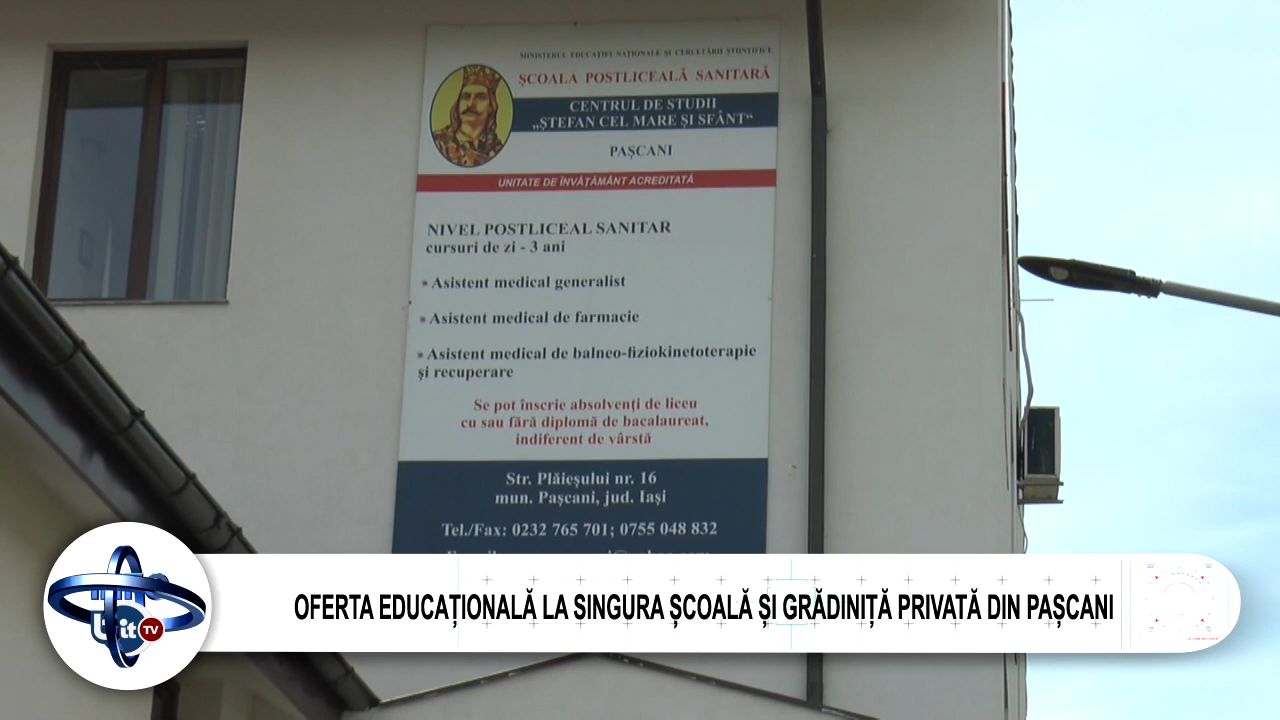 MINISTERUL EDUCAȚIEI NAȚIONALE ȘI CERCETĂRII ȘTIINȚIFICE
ȘCOALA POSTLICEALĂ SANITARĂ
CENTRUL DE STUDII
„ȘTEFAN CEL MARE ȘI SFÂNT“
PAȘCANI
UNITATE DE ÎNVĂȚĂMÂNT ACREDITATĂ
NIVEL POSTLICEAL SANITAR
cursuri de zi - 3 ani
* Asistent medical generalist
* Asistent medical de farmacie
* Asistent medical de balneo-fiziokinetoterapie
și recuperare
Se pot înscrie absolvenți de liceu
cu sau fără diplomă de bacalaureat,
indiferent de vârstă
Str. Plăieșului nr. 16
mun. Pașcani, jud. Iași
Tel./Fax: 0232 765 701; 0755 048 832
OFERTA EDUCAȚIONALĂ LA SINGURA ȘCOALĂ ȘI GRĂDINIȚĂ PRIVATĂ DIN PAȘCANI
TV